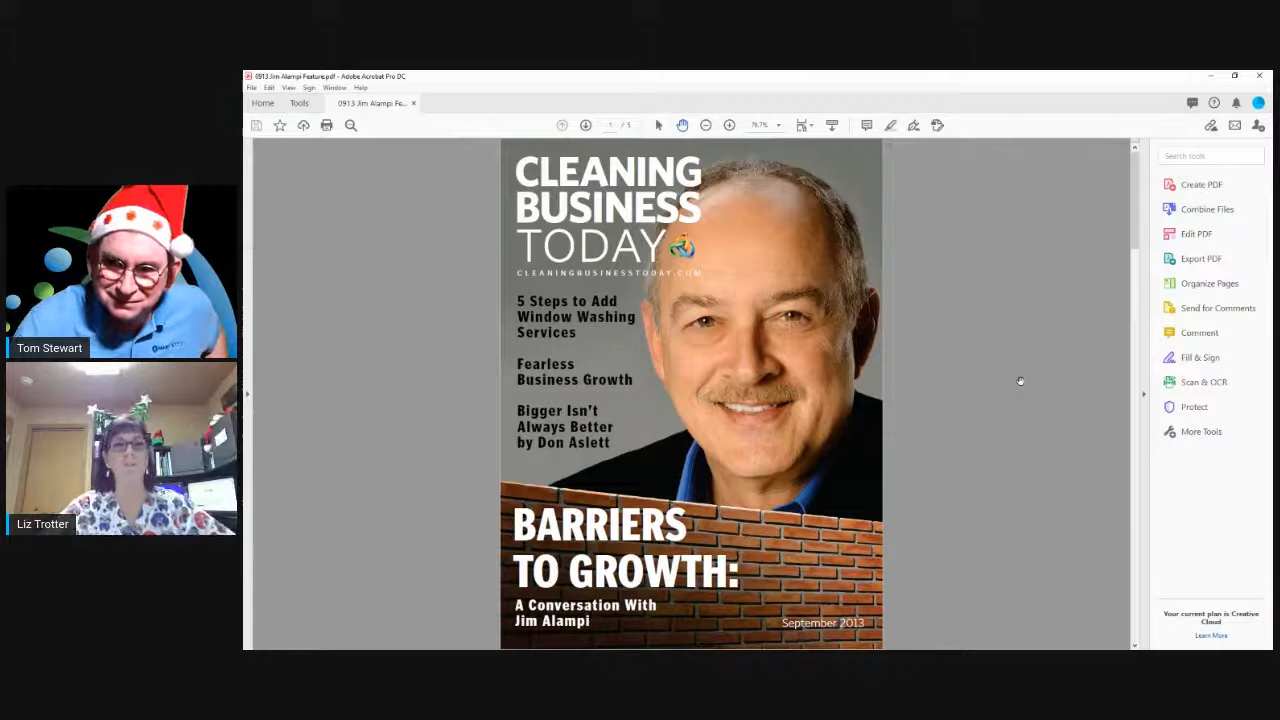 0913 Jim Alampi Feature.pdf - Adobe Acrobat Pro DC
File Edit View Sign Window Help
Home Tools 0913 Jim Alampi Fe... ×
1 / 5 78.7%
Search tools
Create PDF
Combine Files
Edit PDF
Export PDF
Organize Pages
Send for Comments
Comment
Fill & Sign
Scan & OCR
Protect
More Tools
Your current plan is Creative
Cloud
Learn More
CLEANING
BUSINESS
TODAY
CLEANINGBUSINESSTODAY.COM
5 Steps to Add
Window Washing
Services
Fearless
Business Growth
Bigger Isn't
Always Better
by Don Aslett
BARRIERS
TO GROWTH:
A Conversation With
Jim Alampi
September 2013
Tom Stewart
Liz Trotter